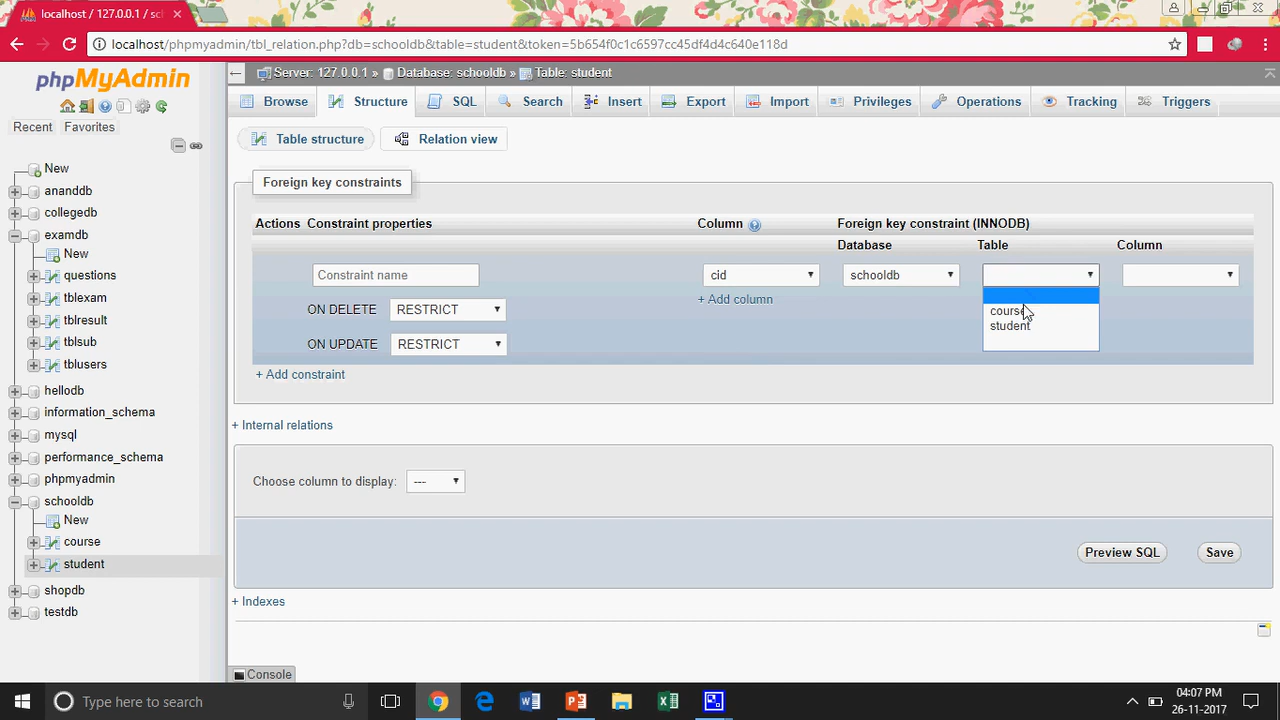 localhost / 127.0.0.1 / sc
localhost/phpmyadmin/tbl_relation.php?db=schooldb&table=student&token=5b654f0c1c6597cc45df4d4c640e118d
phpMyAdmin
Recent Favorites
New
ananddb
collegedb
examdb
New
questions
tblexam
tblresult
tblsub
tblusers
hellodb
information_schema
mysql
performance_schema
phpmyadmin
schooldb
New
course
student
shopdb
testdb
Server: 127.0.0.1 » Database: schooldb » Table: student
Browse Structure SQL Search Insert Export Import Privileges Operations Tracking Triggers
Table structure Relation view
Foreign key constraints
Actions Constraint properties Column Foreign key constraint (INNODB)
Database Table Column
Constraint name cid schooldb
+ Add column
course
student
ON DELETE RESTRICT
ON UPDATE RESTRICT
+ Add constraint
+ Internal relations
Choose column to display: ---
Preview SQL Save
+ Indexes
Console
Type here to search
04:07 PM
26-11-2017